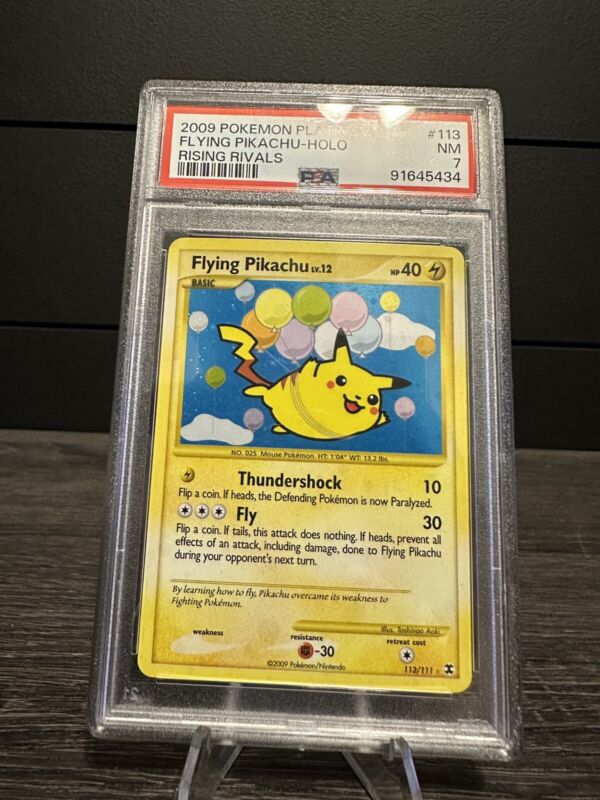 2009 POKEMON PLATINUM #113
FLYING PIKACHU-HOLO NM
RISING RIVALS 7
PSA 91645434
Flying Pikachu LV.12 HP 40
BASIC
NO. 025 Mouse Pokémon HT: 1'04" WT: 13.2 lbs.
Thundershock 10
Flip a coin. If heads, the Defending Pokémon is now Paralyzed.
Fly 30
Flip a coin. If tails, this attack does nothing. If heads, prevent all
effects of an attack, including damage, done to Flying Pikachu
during your opponent's next turn.
By learning how to fly, Pikachu overcame its weakness to
Fighting Pokémon.
Illus. Toshinao Aoki
weakness resistance retreat cost
-30
©2009 Pokémon/Nintendo 113/111